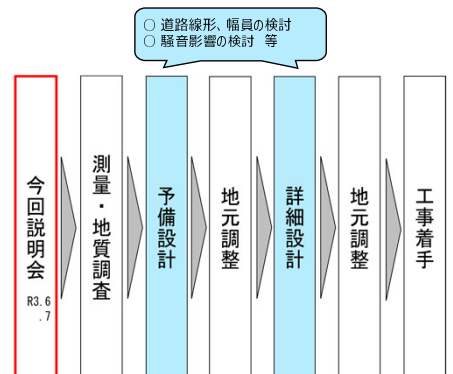 ○ 道路線形、幅員の検討
○ 騒音影響の検討 等
今回説明会
R3.6
.7
測量・地質調査
予備設計
地元調整
詳細設計
地元調整
工事着手